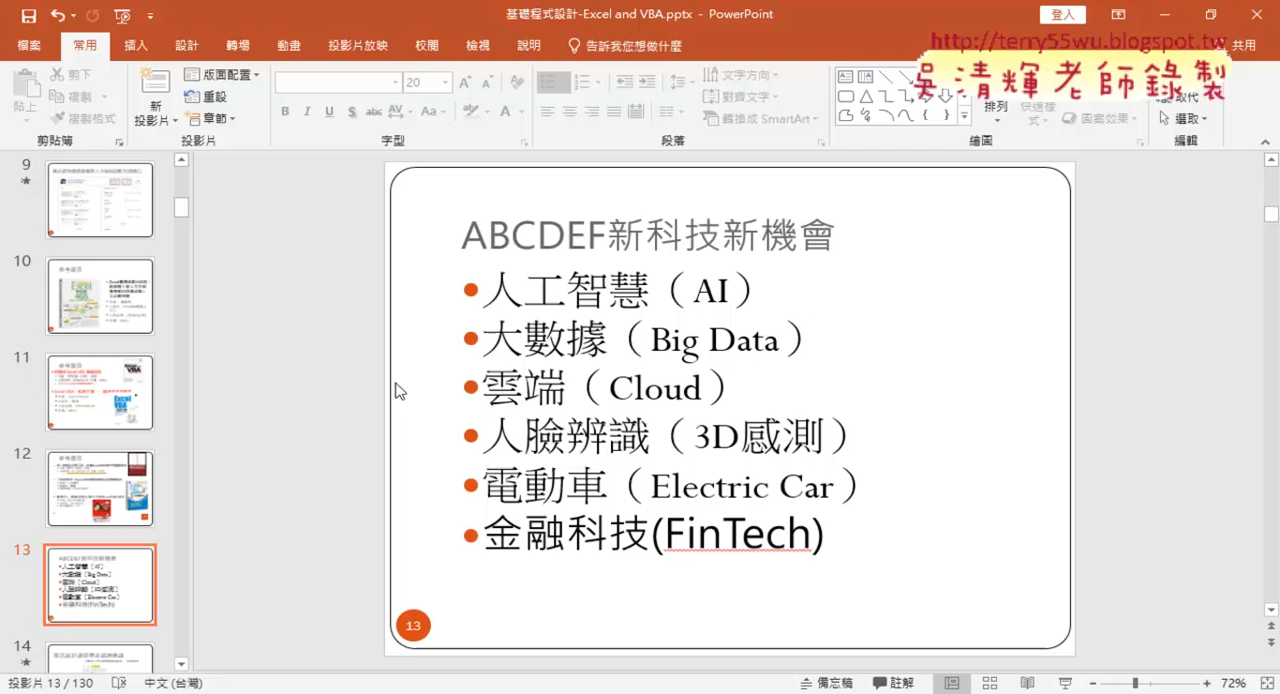 基礎程式設計-Excel and VBA.pptx - PowerPoint
登入
檔案 常用 插入 設計 轉場 動畫 投影片放映 校閱 檢視 說明 告訴我您想做什麼 共用
http://terry55wu.blogspot.tw
吳清輝老師錄製
貼上 剪下 複製 複製格式 剪貼簿
新投影片 版面配置 重設 章節 投影片
20
字型
文字方向
對齊文字
轉換成 SmartArt
段落
排列 快速樣式 圖案效果 繪圖
取代
選取
編輯
9
10
11
12
13
14
ABCDEF新科技新機會
•人工智慧（AI）
•大數據（Big Data）
•雲端（Cloud）
•人臉辨識（3D感測）
•電動車（Electric Car）
•金融科技(FinTech)
13
投影片 13 / 130 中文 (台灣) 備忘稿 註解 72%